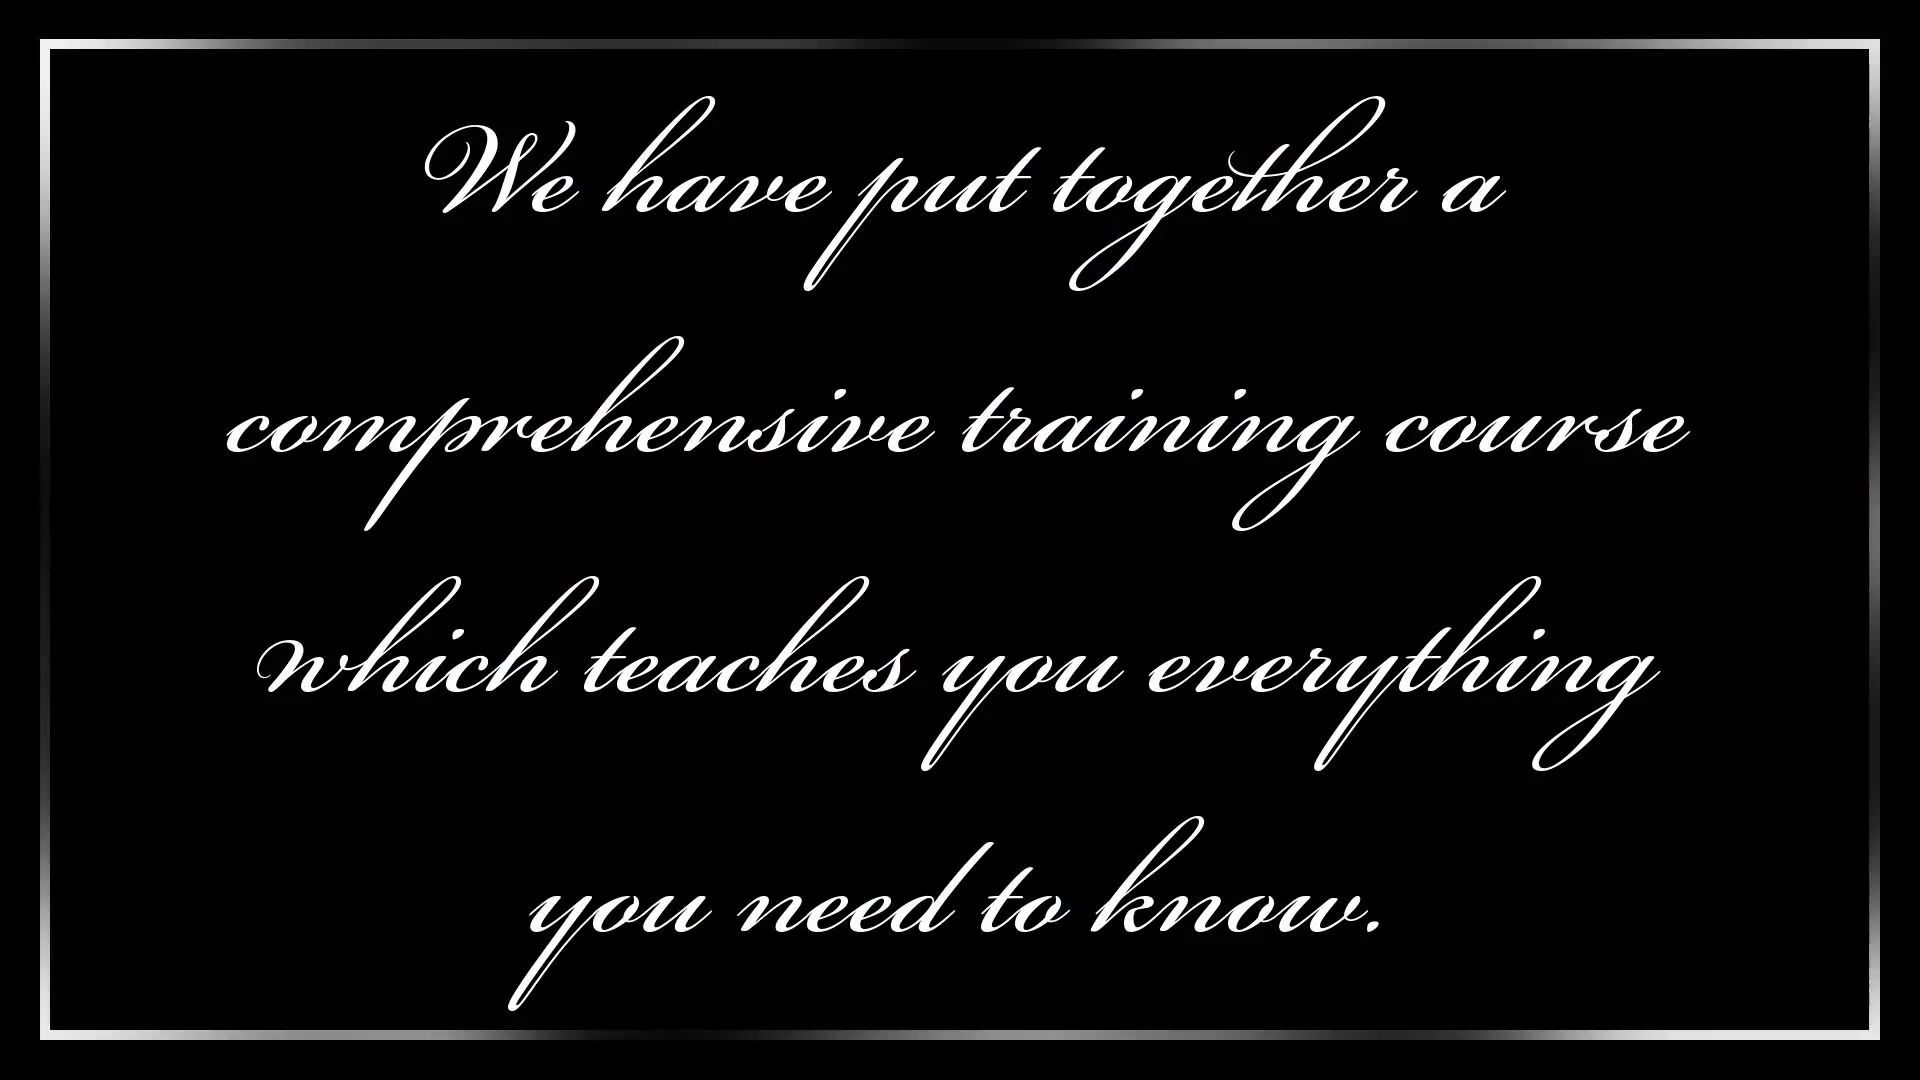 We have put together a
comprehensive training course
which teaches you everything
you need to know.